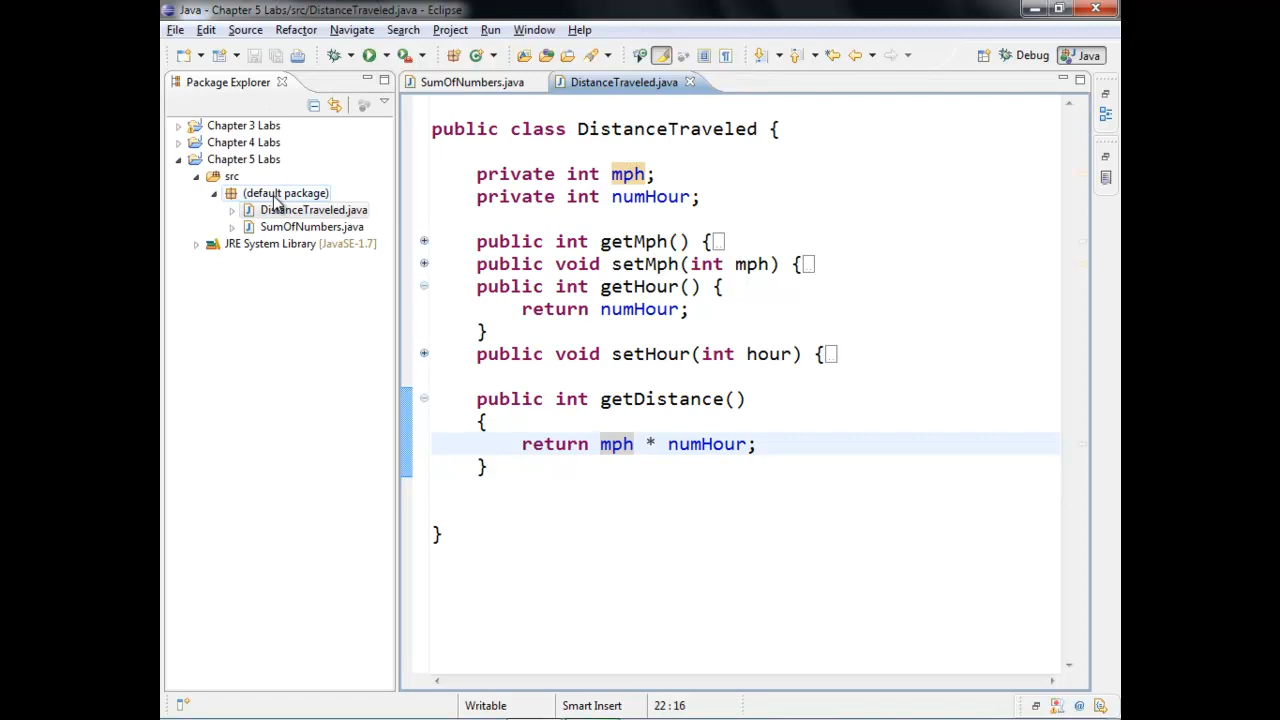 Java - Chapter 5 Labs/src/DistanceTraveled.java - Eclipse
File Edit Source Refactor Navigate Search Project Run Window Help
Debug Java
Package Explorer
Chapter 3 Labs
Chapter 4 Labs
Chapter 5 Labs
src
(default package)
DistanceTraveled.java
SumOfNumbers.java
JRE System Library [JavaSE-1.7]
SumOfNumbers.java DistanceTraveled.java
public class DistanceTraveled {
private int mph;
private int numHour;
public int getMph() {
public void setMph(int mph) {
public int getHour() {
return numHour;
}
public void setHour(int hour) {
public int getDistance()
{
return mph * numHour;
}
}
Writable Smart Insert 22 : 16